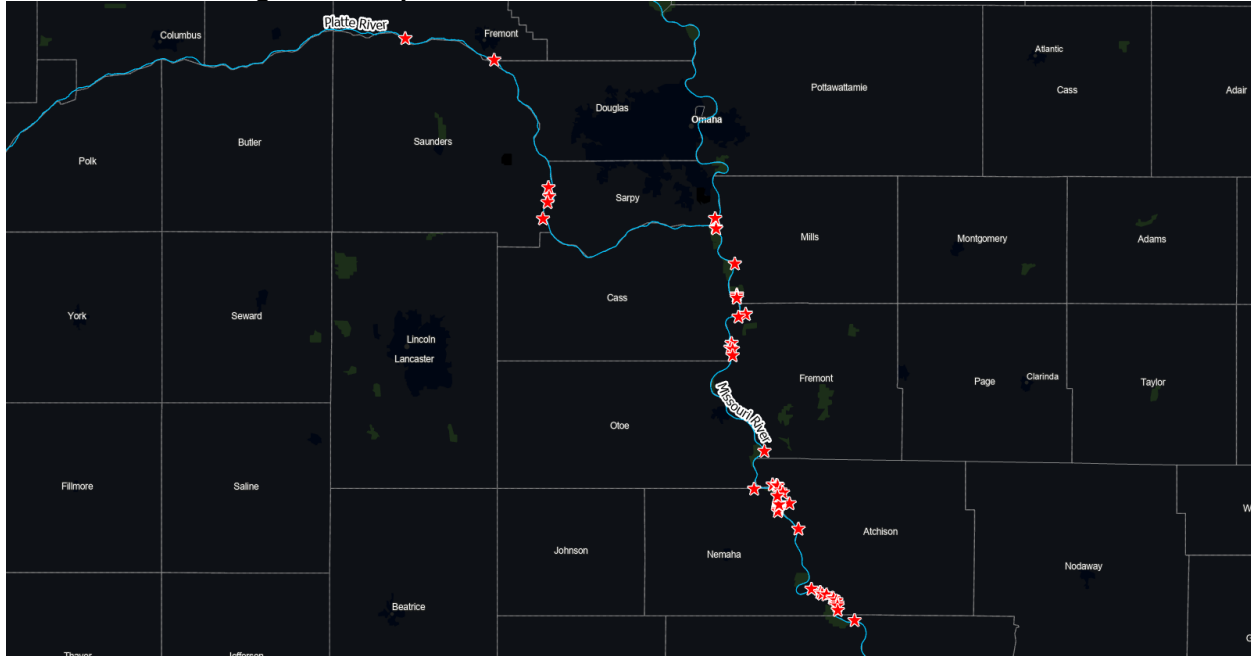 Platte River
Columbus
Fremont
Atlantic
Pottawattamie
Cass
Adair
Douglas
Omaha
Butler
Saunders
Polk
Sarpy
Mills
Montgomery
Adams
Cass
York
Seward
Lincoln
Lancaster
Fremont
Page
Clarinda
Taylor
Missouri River
Otoe
Fillmore
Saline
Atchison
Johnson
Nemaha
Nodaway
Beatrice